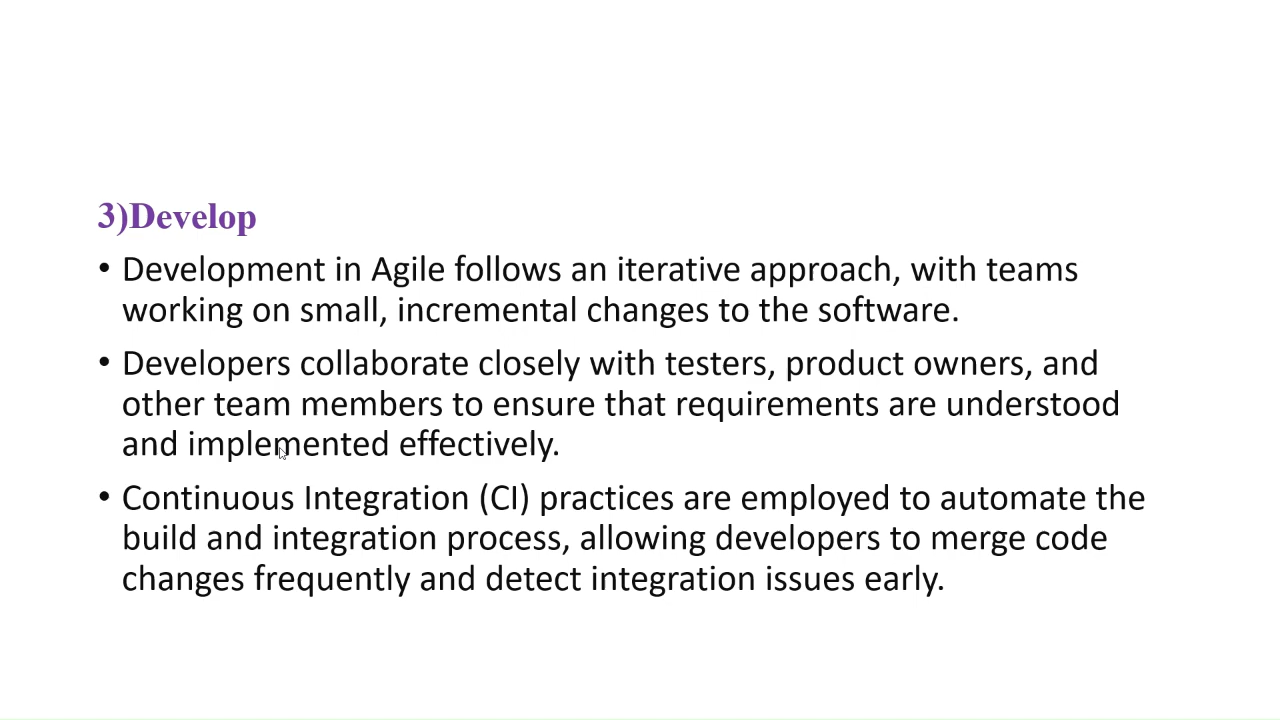 3)Develop
• Development in Agile follows an iterative approach, with teams
working on small, incremental changes to the software.
• Developers collaborate closely with testers, product owners, and
other team members to ensure that requirements are understood
and implemented effectively.
• Continuous Integration (CI) practices are employed to automate the
build and integration process, allowing developers to merge code
changes frequently and detect integration issues early.